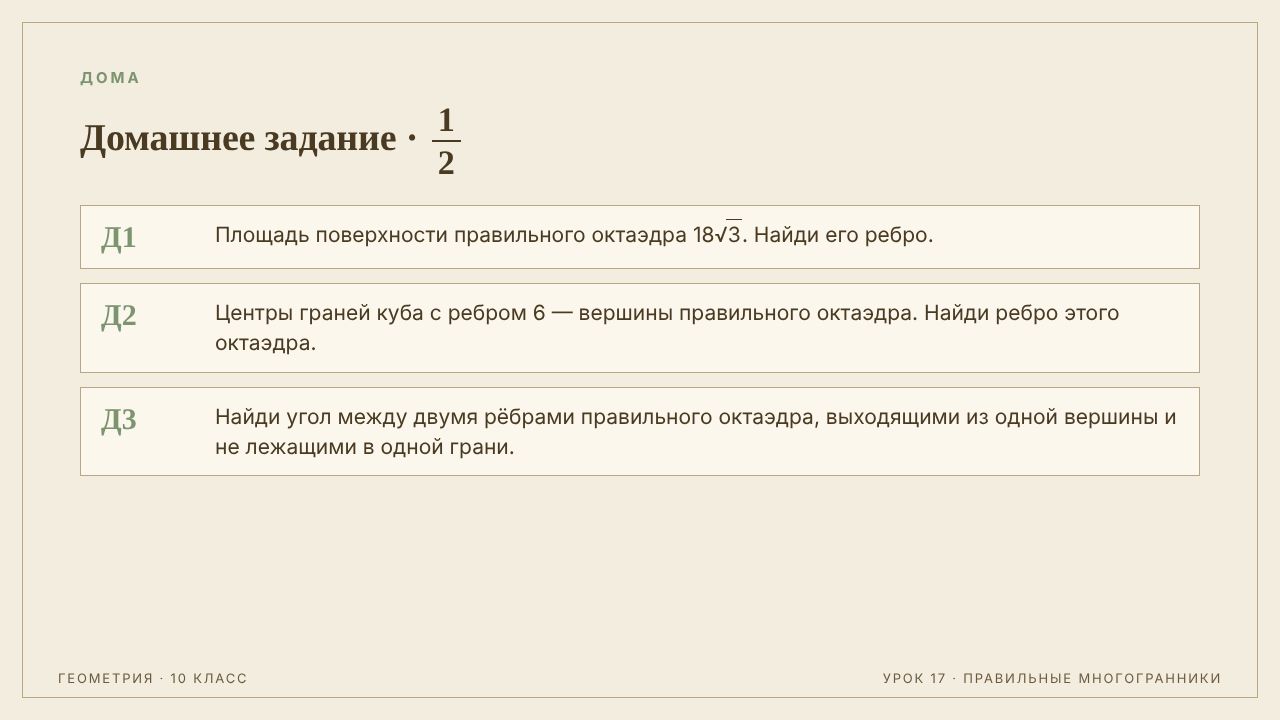 ДОМА
Домашнее задание · 1/2
Д1 Площадь поверхности правильного октаэдра 18√3. Найди его ребро.
Д2 Центры граней куба с ребром 6 — вершины правильного октаэдра. Найди ребро этого
октаэдра.
Д3 Найди угол между двумя рёбрами правильного октаэдра, выходящими из одной вершины и
не лежащими в одной грани.
ГЕОМЕТРИЯ · 10 КЛАСС
УРОК 17 · ПРАВИЛЬНЫЕ МНОГОГРАННИКИ